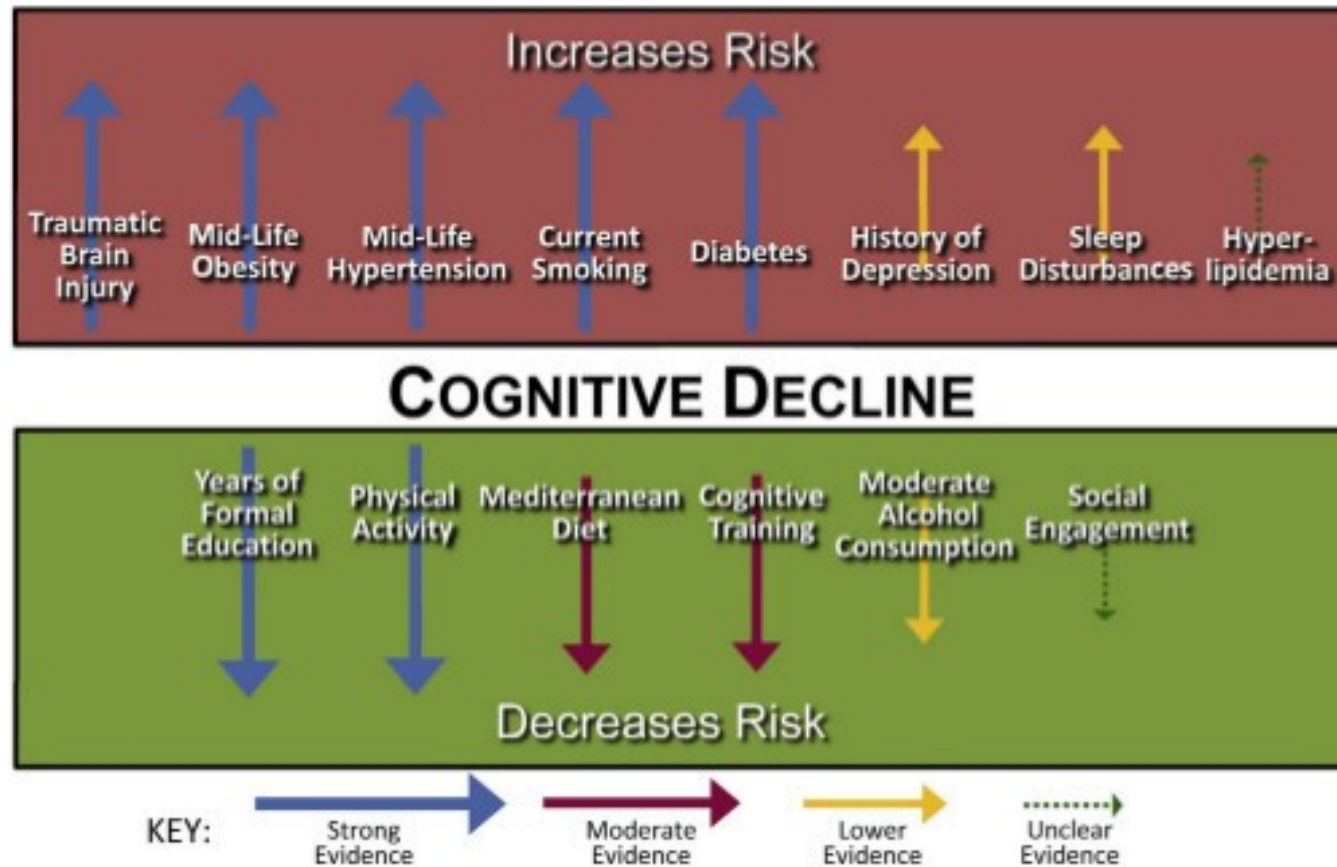 Increases Risk
Traumatic
Brain
Injury
Mid-Life
Obesity
Mid-Life
Hypertension
Current
Smoking
Diabetes
History of
Depression
Sleep
Disturbances
Hyper-
lipidemia
COGNITIVE DECLINE
Years of
Formal
Education
Physical
Activity
Mediterranean
Diet
Cognitive
Training
Moderate
Alcohol
Consumption
Social
Engagement
Decreases Risk
KEY:
Strong
Evidence
Moderate
Evidence
Lower
Evidence
Unclear
Evidence